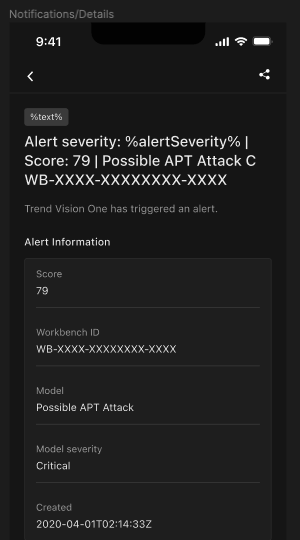 Notifications/Details
9:41
%text%
Alert severity: %alertSeverity% |
Score: 79 | Possible APT Attack C
WB-XXXX-XXXXXXXX-XXXX
Trend Vision One has triggered an alert.
Alert Information
Score
79
Workbench ID
WB-XXXX-XXXXXXXX-XXXX
Model
Possible APT Attack
Model severity
Critical
Created
2020-04-01T02:14:33Z